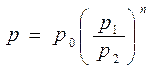 p = p₀(p₁/p₂)ⁿ